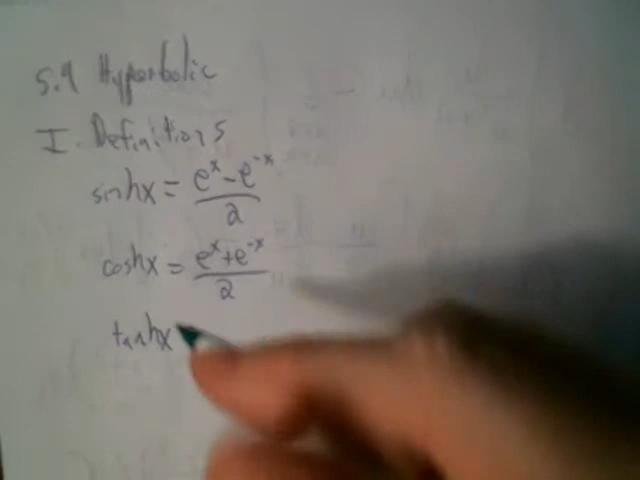 5.9 Hyperbolic
I. Definitions
sinhx = e^x - e^-x / 2
coshx = e^x + e^-x / 2
tanhx